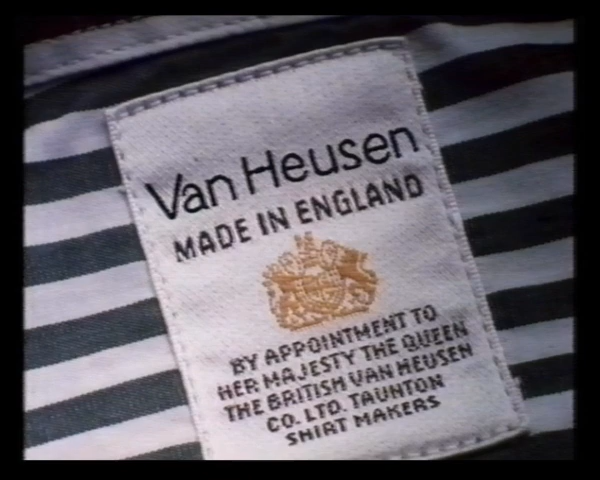 Van Heusen
MADE IN ENGLAND
BY APPOINTMENT TO
HER MAJESTY THE QUEEN
THE BRITISH VAN HEUSEN
CO. LTD. TAUNTON
SHIRT MAKERS